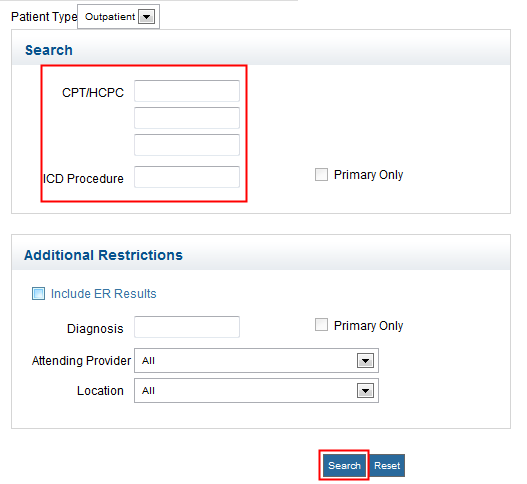 Patient Type Outpatient
Search
CPT/HCPC
ICD Procedure Primary Only
Additional Restrictions
Include ER Results
Diagnosis Primary Only
Attending Provider All
Location All
Search Reset